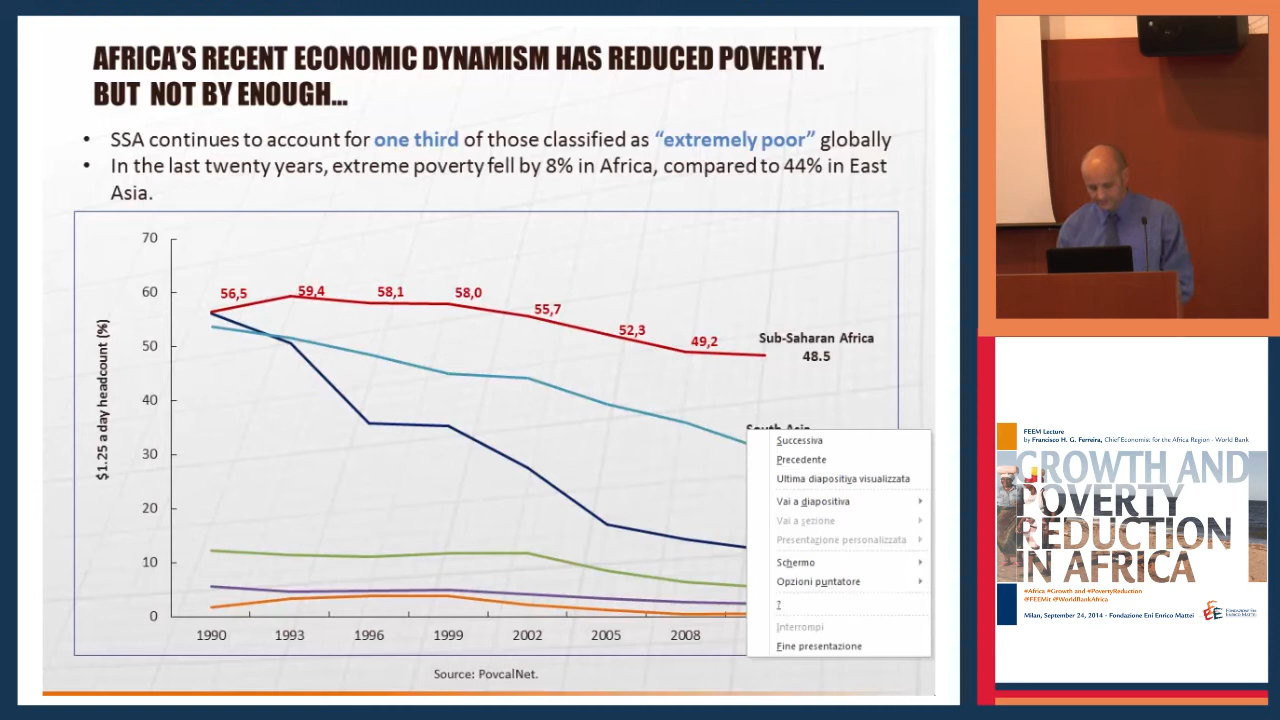 AFRICA'S RECENT ECONOMIC DYNAMISM HAS REDUCED POVERTY.
BUT NOT BY ENOUGH...
• SSA continues to account for one third of those classified as “extremely poor” globally
• In the last twenty years, extreme poverty fell by 8% in Africa, compared to 44% in East
Asia.
$1.25 a day headcount (%)
70
60
50
40
30
20
10
0
56,5
59,4
58,1
58,0
55,7
52,3
49,2
Sub-Saharan Africa
48.5
South Asia
1990
1993
1996
1999
2002
2005
2008
Source: PovcalNet.
Successiva
Precedente
Ultima diapositiva visualizzata
Vai a diapositiva
Vai a sezione
Presentazione personalizzata
Schermo
Opzioni puntatore
?
Interrompi
Fine presentazione
FEEM Lecture
by Francisco H. G. Ferreira, Chief Economist for the Africa Region - World Bank
GROWTH AND
POVERTY
REDUCTION
IN AFRICA
#Africa #Growth and #PovertyReduction
@FEEMit @WorldBankAfrica
Milan, September 24, 2014 - Fondazione Eni Enrico Mattei
FONDAZIONE ENI
ENRICO MATTEI